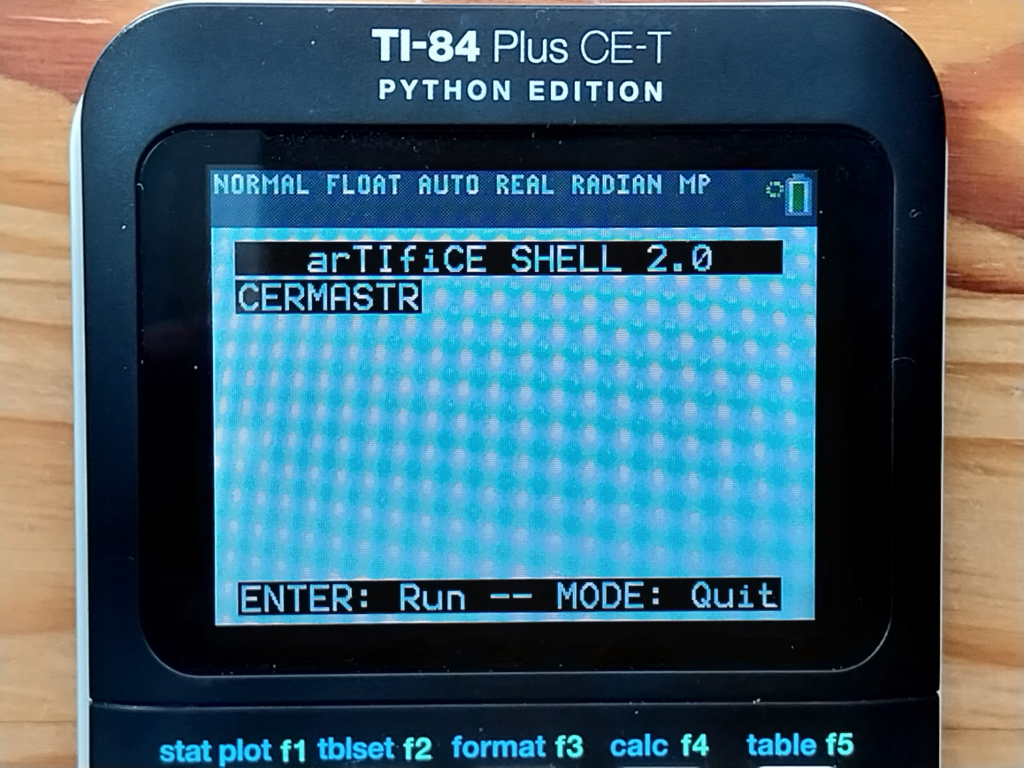 TI-84 Plus CE-T
PYTHON EDITION
NORMAL FLOAT AUTO REAL RADIAN MP
arTIfiCE SHELL 2.0
CERMASTR
ENTER: Run -- MODE: Quit
stat plot f1 tblset f2 format f3 calc f4 table f5